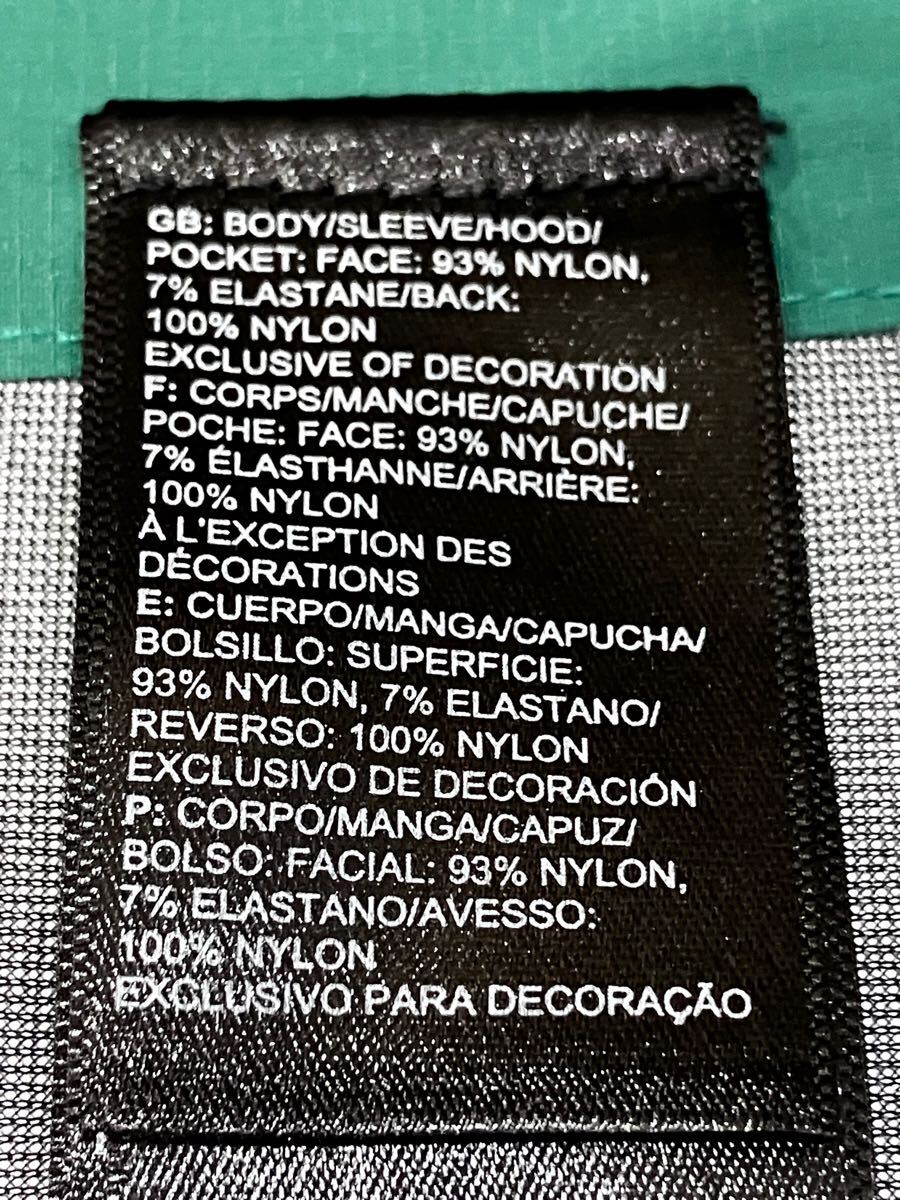 GB: BODY/SLEEVE/HOOD/
POCKET: FACE: 93% NYLON,
7% ELASTANE/BACK:
100% NYLON
EXCLUSIVE OF DECORATION
F: CORPS/MANCHE/CAPUCHE/
POCHE: FACE: 93% NYLON,
7% ÉLASTHANNE/ARRIÈRE:
100% NYLON
À L'EXCEPTION DES
DÉCORATIONS
E: CUERPO/MANGA/CAPUCHA/
BOLSILLO: SUPERFICIE:
93% NYLON, 7% ELASTANO/
REVERSO: 100% NYLON
EXCLUSIVO DE DECORACIÓN
P: CORPO/MANGA/CAPUZ/
BOLSO: FACIAL: 93% NYLON,
7% ELASTANO/AVESSO:
100% NYLON
EXCLUSIVO PARA DECORAÇÃO